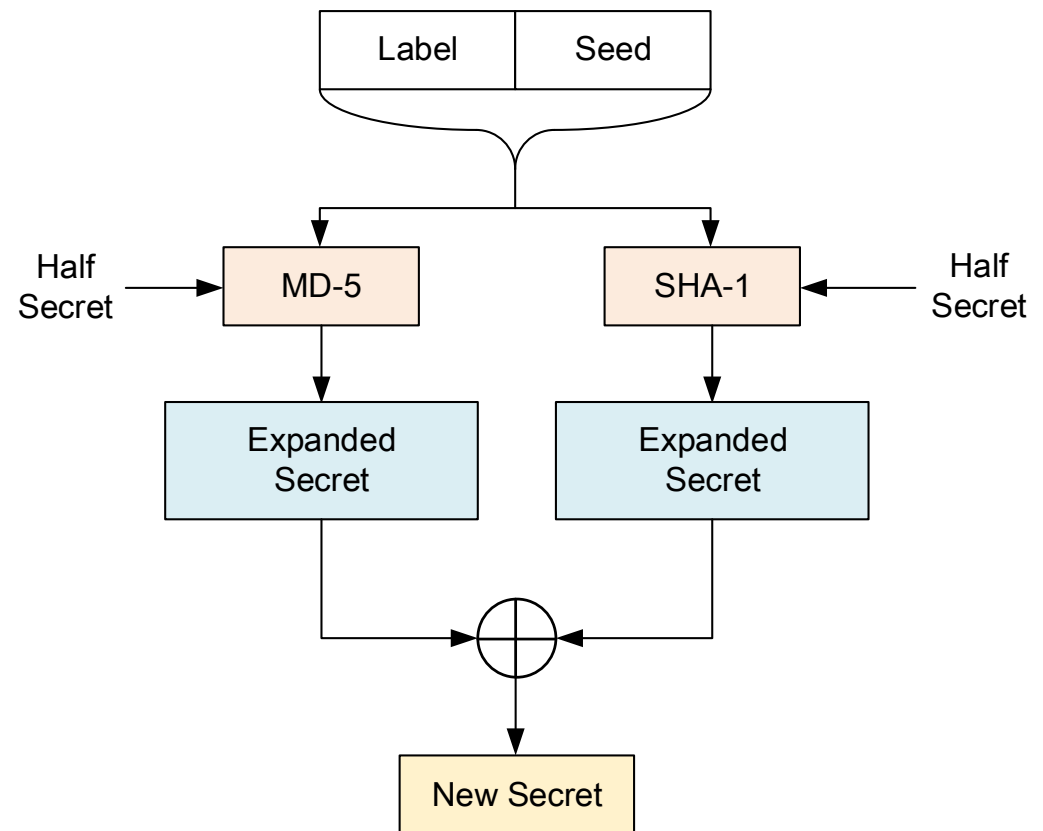 Label
Seed
Half
Secret
MD-5
SHA-1
Half
Secret
Expanded
Secret
Expanded
Secret
New Secret